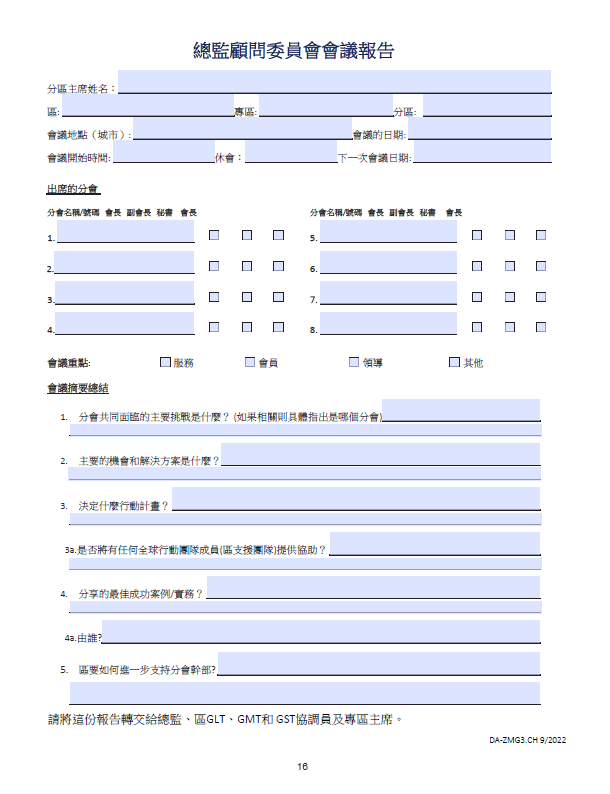 總監顧問委員會會議報告
分區主席姓名：
區: 專區: 分區:
會議地點（城市）: 會議的日期:
會議開始時間: 休會： 下一次會議日期:
出席的分會
分會名稱/號碼 會長 副會長 秘書 會長 分會名稱/號碼 會長 副會長 秘書 會長
1. 5.
2. 6.
3. 7.
4. 8.
會議重點: 服務 會員 領導 其他
會議摘要總結
1. 分會共同面臨的主要挑戰是什麼？ (如果相關則具體指出是哪個分會)
2. 主要的機會和解決方案是什麼？
3. 決定什麼行動計畫？
3a.是否將有任何全球行動團隊成員(區支援團隊)提供協助？
4. 分享的最佳成功案例/實務？
4a.由誰?
5. 區要如何進一步支持分會幹部?
請將這份報告轉交給總監、區GLT、GMT和 GST協調員及專區主席。
DA-ZMG3.CH 9/2022
16